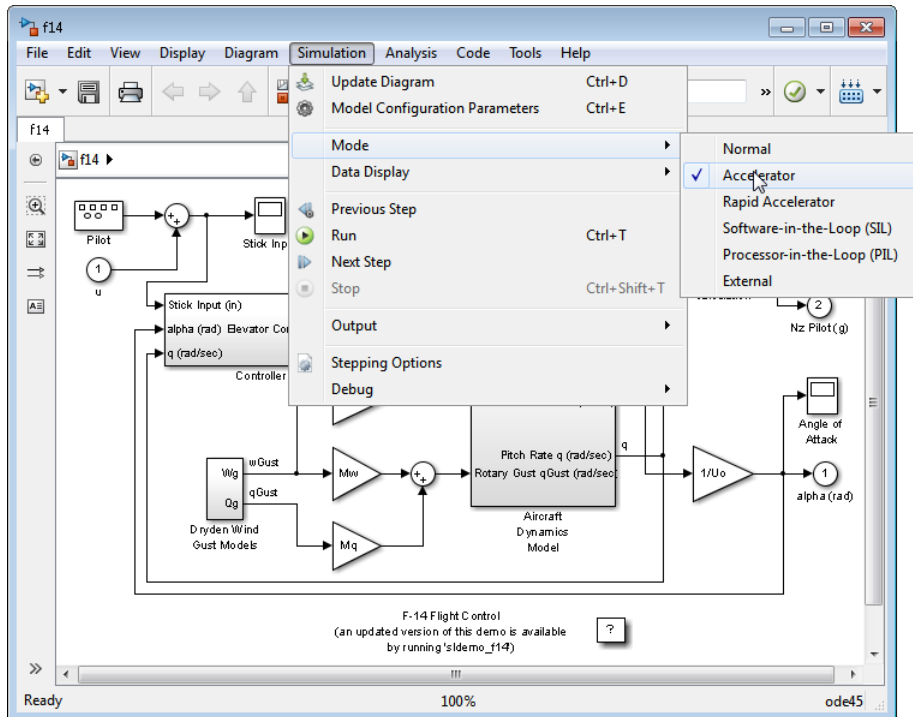 f14
File Edit View Display Diagram Simulation Analysis Code Tools Help
»
f14
f14
Update Diagram Ctrl+D
Model Configuration Parameters Ctrl+E
Mode
Data Display
Previous Step
Run Ctrl+T
Next Step
Stop Ctrl+Shift+T
Output
Stepping Options
Debug
Normal
Accelerator
Rapid Accelerator
Software-in-the-Loop (SIL)
Processor-in-the-Loop (PIL)
External
Pilot
Stick Inp
1
u
Stick Input (in)
alpha (rad) Elevator Co
q (rad/sec)
Controller
2
Nz Pilot (g)
Angle of
Attack
Wg
wGust
Mw
Qg
qGust
Dryden Wind
Gust Models
Mq
Pitch Rate q (rad/sec)
Rotary Gust qGust (rad/sec
q
Aircraft
Dynamics
Model
1/Uo
1
alpha (rad)
F-14 Flight Control
(an updated version of this demo is available
by running 'sldemo_f14')
?
»
Ready 100% ode45